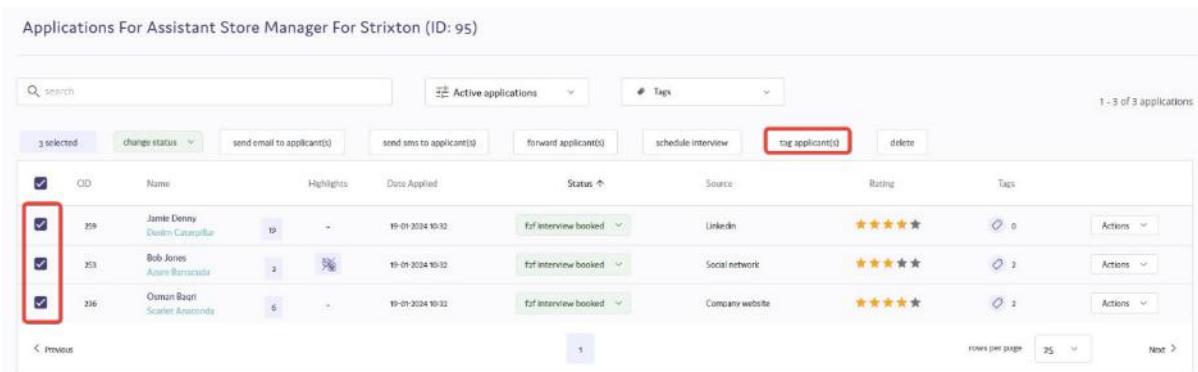 Applications For Assistant Store Manager For Strixton (ID: 95)
search
Active applications
Tags
1 - 3 of 3 applications
3 selected
change status
send email to applicant(s)
send sms to applicant(s)
forward applicant(s)
schedule interview
tag applicant(s)
delete
CID Name Highlights Date Applied Status Source Rating Tags
259 Jamie Denny 19 - 19-01-2024 10:32 f2f interview booked Linkedin 0 Actions
Denim Caterpillar
253 Bob Jones 2 19-01-2024 10:32 f2f interview booked Social network 2 Actions
Azure Barracuda
236 Osman Baqri 6 - 19-01-2024 10:32 f2f interview booked Company website 2 Actions
Scarlet Anaconda
Previous 1 rows per page 25 Next